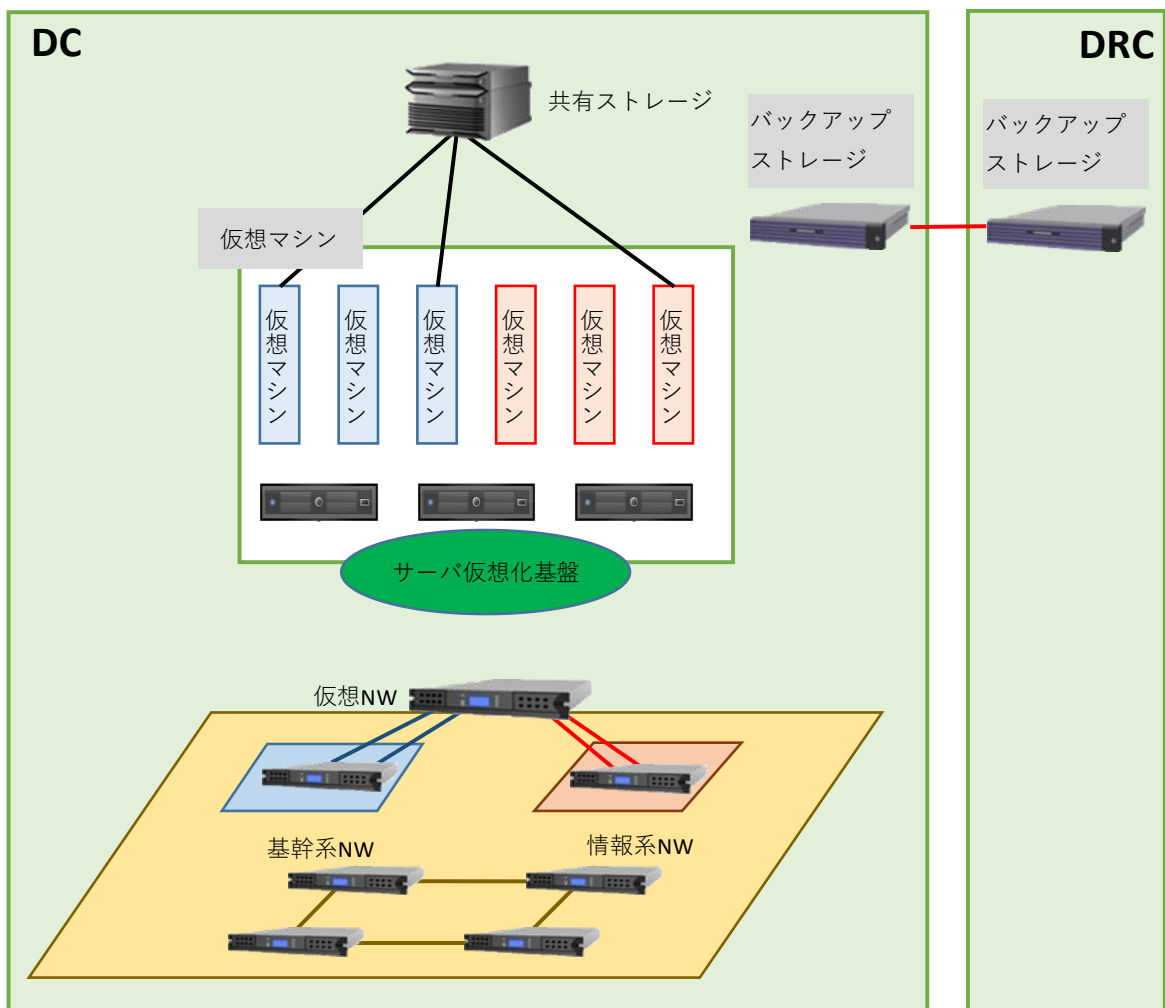 DC
DRC
共有ストレージ
バックアップ
ストレージ
バックアップ
ストレージ
仮想マシン
仮想マシン
仮想マシン
仮想マシン
仮想マシン
仮想マシン
仮想マシン
サーバ仮想化基盤
仮想NW
基幹系NW
情報系NW